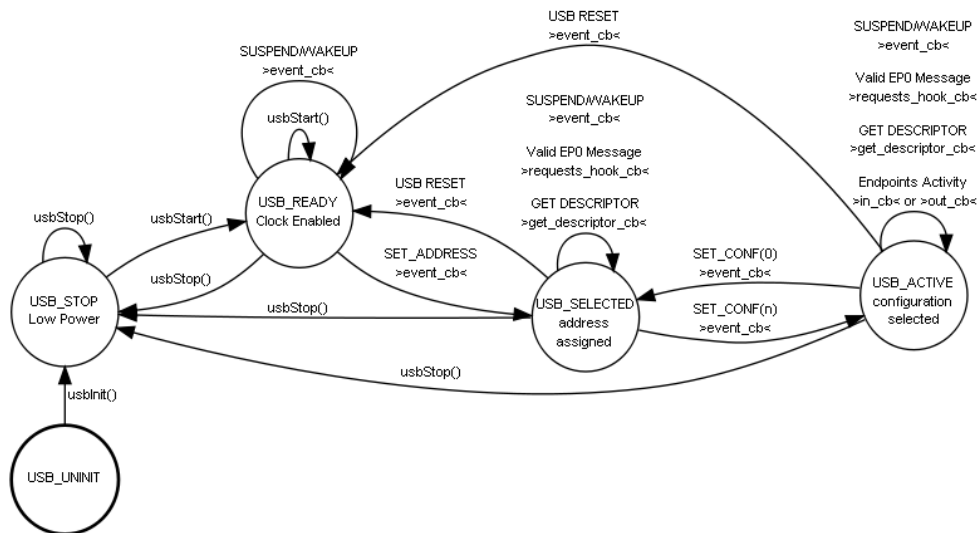 USB RESET
>event_cb<
SUSPEND/WAKEUP
>event_cb<
Valid EP0 Message
>requests_hook_cb<
GET DESCRIPTOR
>get_descriptor_cb<
Endpoints Activity
>in_cb< or >out_cb<
SUSPEND/WAKEUP
>event_cb<
usbStart()
SUSPEND/WAKEUP
>event_cb<
Valid EP0 Message
>requests_hook_cb<
GET DESCRIPTOR
>get_descriptor_cb<
USB_READY
Clock Enabled
USB RESET
>event_cb<
usbStop()
usbStart()
SET_ADDRESS
>event_cb<
usbStop()
SET_CONF(0)
>event_cb<
USB_STOP
Low Power
usbStop()
USB_SELECTED
address
assigned
SET_CONF(n)
>event_cb<
USB_ACTIVE
configuration
selected
usbStop()
usbInit()
USB_UNINIT